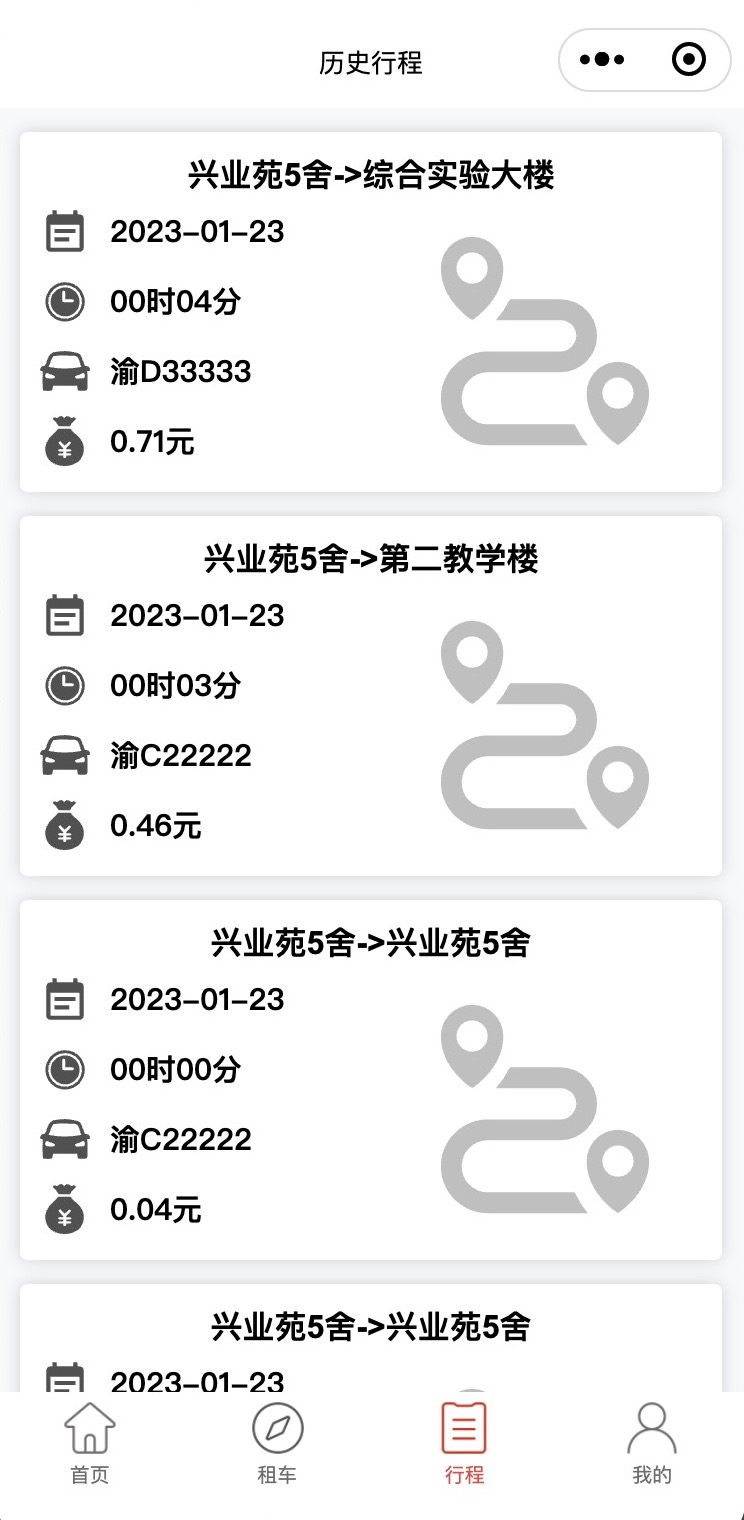 历史行程
兴业苑5舍->综合实验大楼
2023-01-23
00时04分
渝D33333
¥
0.71元
兴业苑5舍->第二教学楼
2023-01-23
00时03分
渝C22222
¥
0.46元
兴业苑5舍->兴业苑5舍
2023-01-23
00时00分
渝C22222
¥
0.04元
兴业苑5舍->兴业苑5舍
2023-01-23
首页
租车
行程
我的